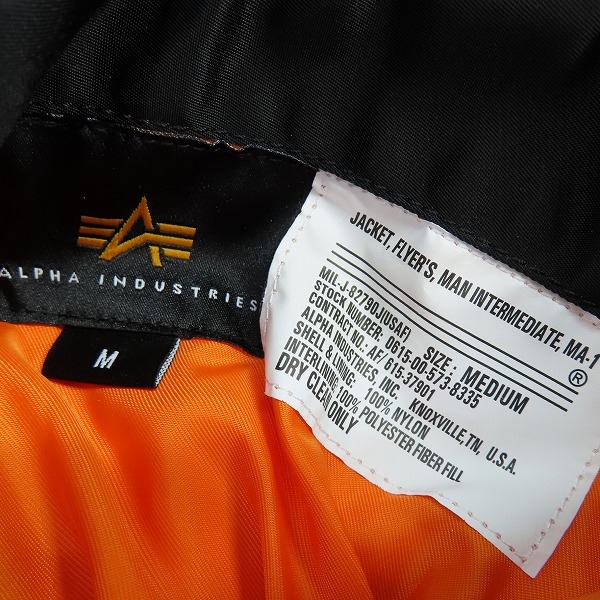 ALPHA INDUSTRIES
M
JACKET, FLYER'S, MAN INTERMEDIATE, MA-1
®
MIL-J-82790J(USAF) SIZE: MEDIUM
STOCK NUMBER: 0615-00-573-8335
CONTRACT NO.: AF/615-37901
ALPHA INDUSTRIES, INC. KNOXVILLE, TN, U.S.A.
SHELL & LINING: 100% NYLON
INTERLINING: 100% POLYESTER FIBER FILL
DRY CLEAN ONLY